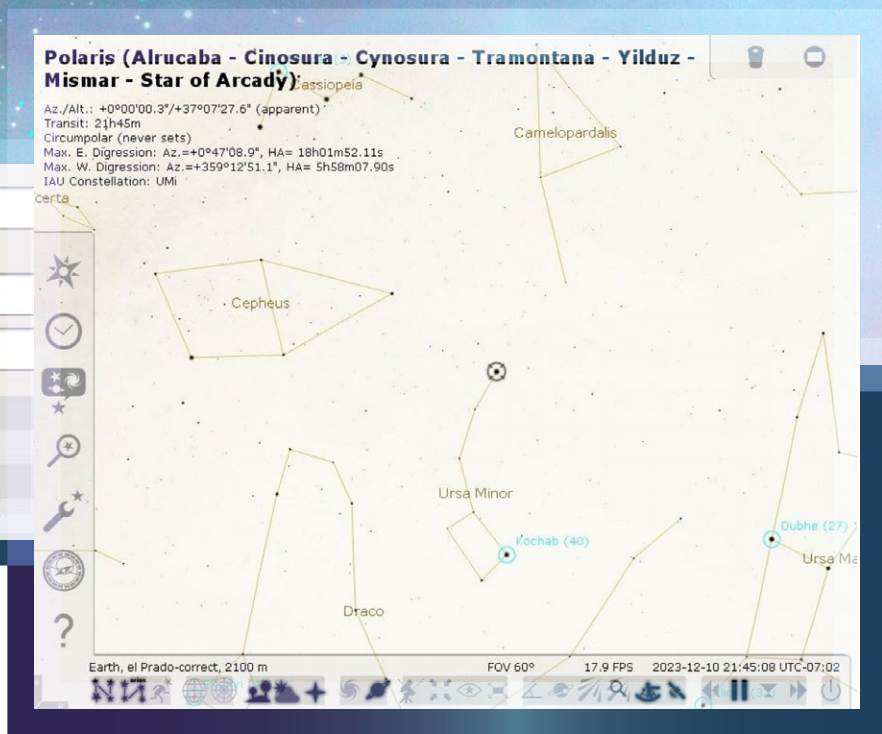 Polaris (Alrucaba - Cinosura - Cynosura - Tramontana - Yilduz -
Mismar - Star of Arcady)
Cassiopeia
Az./Alt.: +0°00'00.3"/+37°07'27.6" (apparent)
Transit: 21h45m
Circumpolar (never sets)
Max. E. Digression: Az.=+0°47'08.9", HA= 18h01m52.11s
Max. W. Digression: Az.=+359°12'51.1", HA= 5h58m07.90s
IAU Constellation: UMi
Camelopardalis
certa
Cepheus
Ursa Minor
Dubhe (27)
Kochab (40)
Ursa Ma
Draco
?
Earth, el Prado-correct, 2100 m FOV 60° 17.9 FPS 2023-12-10 21:45:08 UTC-07:02